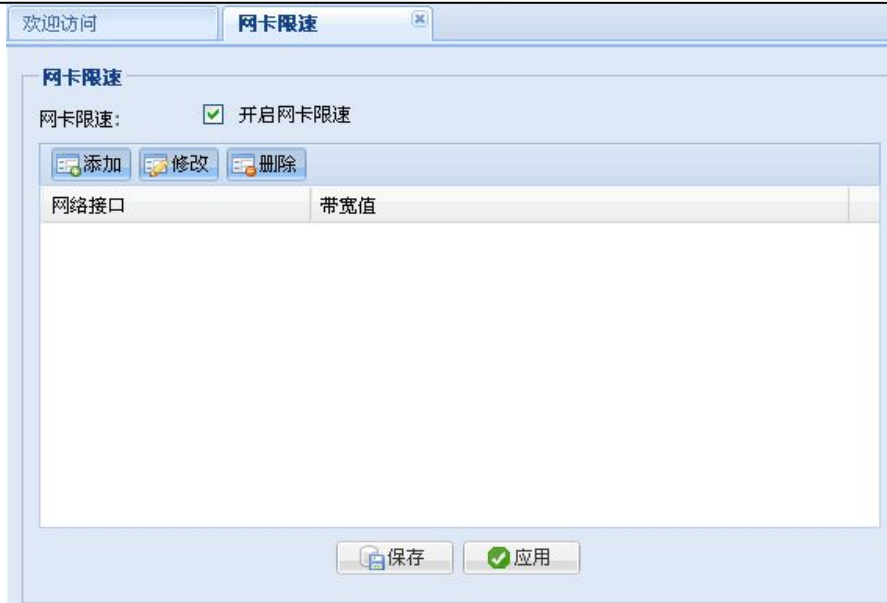 欢迎访问 网卡限速
网卡限速
网卡限速: 开启网卡限速
添加 修改 删除
网络接口 带宽值
保存 应用